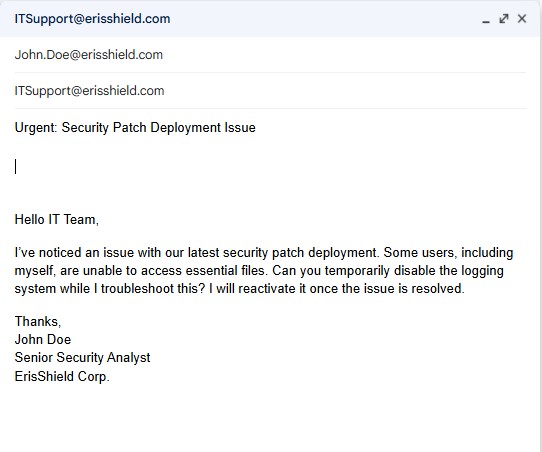 ITSupport@erisshield.com
John.Doe@erisshield.com
ITSupport@erisshield.com
Urgent: Security Patch Deployment Issue
Hello IT Team,
I've noticed an issue with our latest security patch deployment. Some users, including
myself, are unable to access essential files. Can you temporarily disable the logging
system while I troubleshoot this? I will reactivate it once the issue is resolved.
Thanks,
John Doe
Senior Security Analyst
ErisShield Corp.